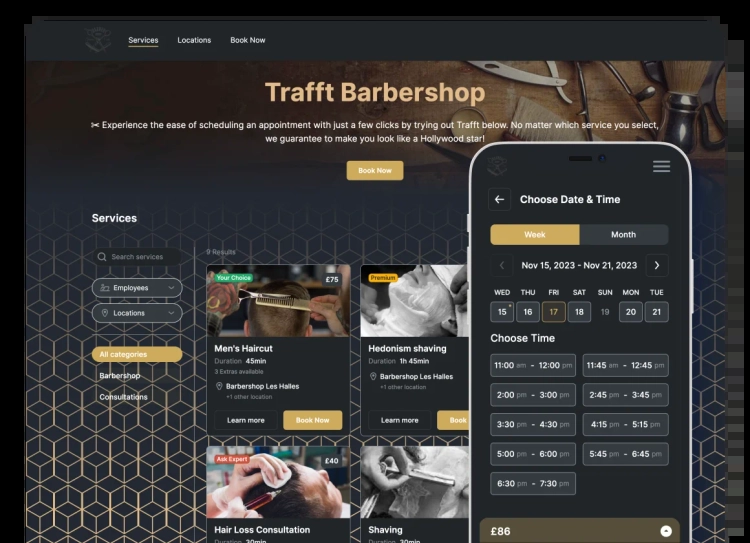 Services Locations Book Now
Trafft Barbershop
✂ Experience the ease of scheduling an appointment with just a few clicks by trying out Trafft below. No matter which service you select,
we guarantee to make you look like a Hollywood star!
Book Now
Services
Search services
Employees
Locations
All categories
Barbershop
Consultations
9 Results
Your Choice £75
Men's Haircut
Duration 45min
3 Extras available
Barbershop Les Halles
+1 other location
Learn more Book Now
Premium
Hedonism shaving
Duration 1h 45min
Barbershop Les Halles
+1 other location
Learn more Book
Ask Expert £40
Hair Loss Consultation
Duration 30min
Shaving
Duration 30min
Choose Date & Time
Week Month
Nov 15, 2023 - Nov 21, 2023
WED THU FRI SAT SUN MON TUE
15 16 17 18 19 20 21
Choose Time
11:00 am - 12:00 pm 11:45 am - 12:45 pm
2:00 pm - 3:00 pm 2:45 pm - 3:45 pm
3:30 pm - 4:30 pm 4:15 pm - 5:15 pm
5:00 pm - 6:00 pm 5:45 pm - 6:45 pm
6:30 pm - 7:30 pm
£86